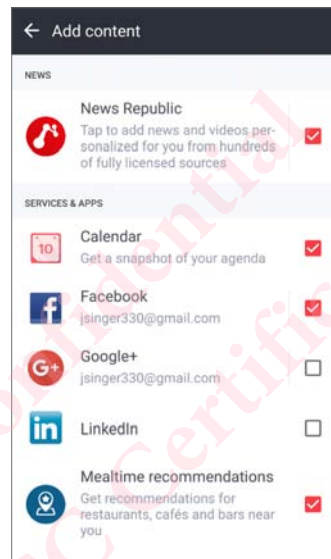 Add content
NEWS
News Republic
Tap to add news and videos per-
sonalized for you from hundreds
of fully licensed sources
SERVICES & APPS
10
Calendar
Get a snapshot of your agenda
f
Facebook
jsinger330@gmail.com
G+
Google+
jsinger330@gmail.com
in
LinkedIn
Mealtime recommendations
Get recommendations for
restaurants, cafés and bars near
you
Confidential